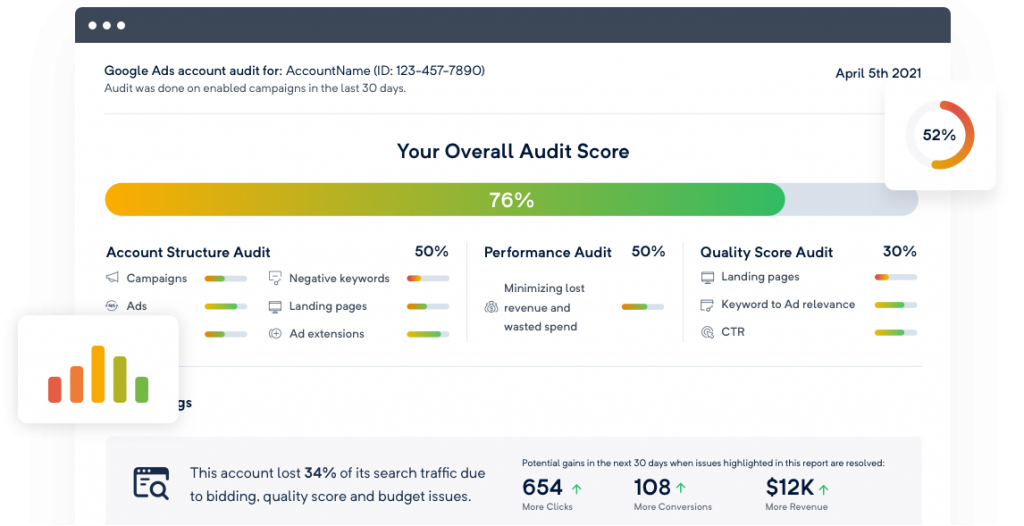 Google Ads account audit for: AccountName (ID: 123-457-7890)
Audit was done on enabled campaigns in the last 30 days.
April 5th 2021
52%
Your Overall Audit Score
76%
Account Structure Audit 50%
Campaigns
Negative keywords
Ads
Landing pages
Ad extensions
Performance Audit 50%
Minimizing lost
revenue and
wasted spend
Quality Score Audit 30%
Landing pages
Keyword to Ad relevance
CTR
gs
This account lost 34% of its search traffic due
to bidding, quality score and budget issues.
Potential gains in the next 30 days when issues highlighted in this report are resolved:
654
More Clicks
108
More Conversions
$12K
More Revenue